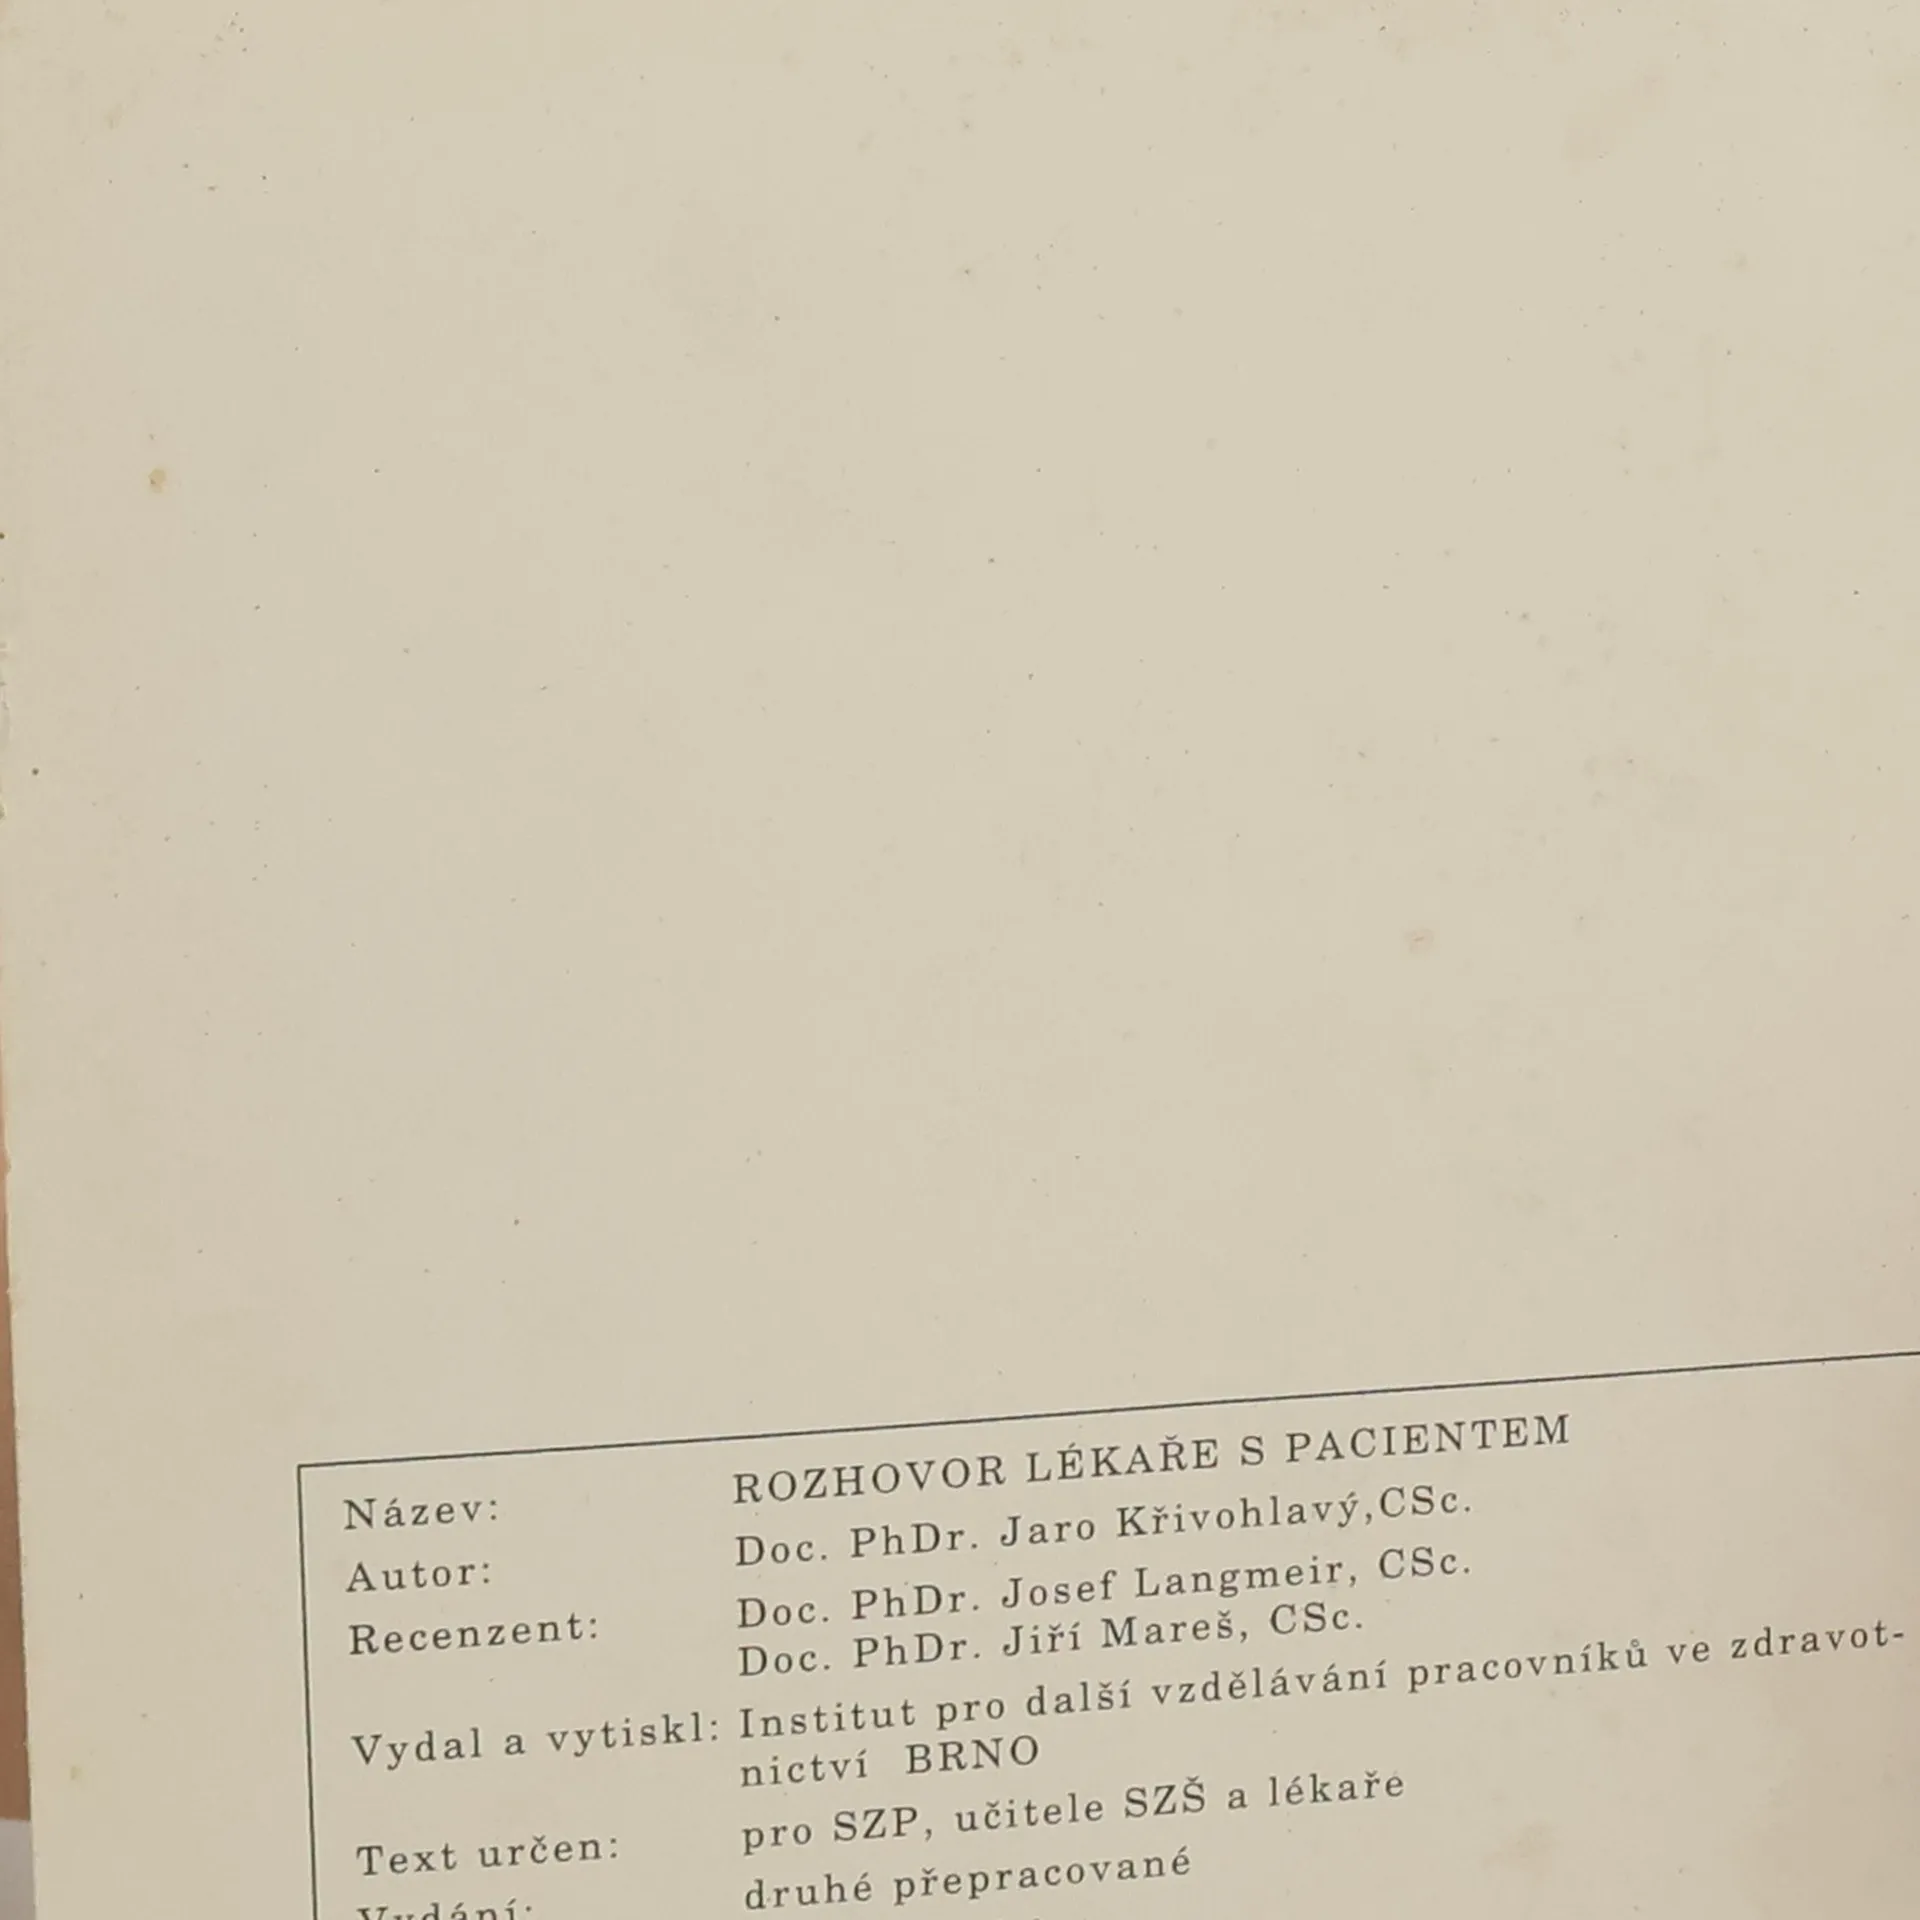 Název: ROZHOVOR LÉKAŘE S PACIENTEM
Autor: Doc. PhDr. Jaro Křivohlavý,CSc.
Recenzent: Doc. PhDr. Josef Langmeir, CSc.
Doc. PhDr. Jiří Mareš, CSc.
Vydal a vytiskl: Institut pro další vzdělávání pracovníků ve zdravot-
nictví BRNO
Text určen: pro SZP, učitele SZŠ a lékaře
Vydání: druhé přepracované